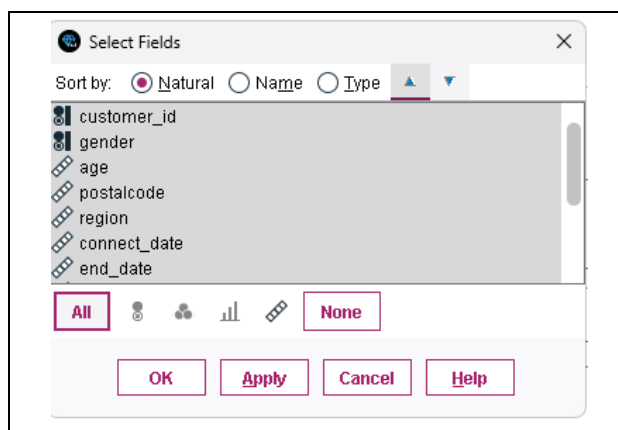 Select Fields
Sort by: Natural Name Type
customer_id
gender
age
postalcode
region
connect_date
end_date
All None
OK Apply Cancel Help